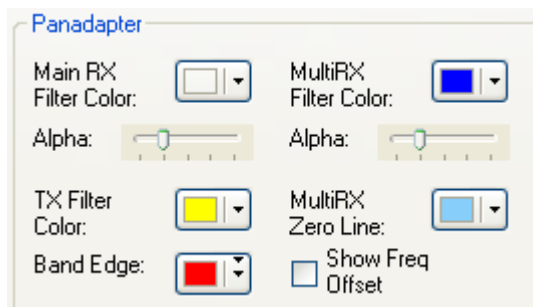 Panadapter
Main RX
Filter Color:
MultiRX
Filter Color:
Alpha:
Alpha:
TX Filter
Color:
MultiRX
Zero Line:
Band Edge:
Show Freq
Offset